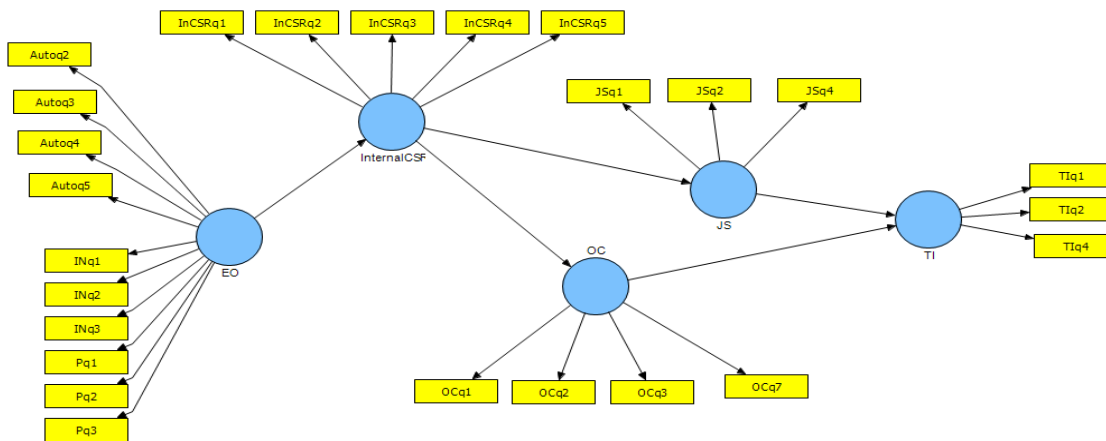 InCSRq1
InCSRq2
InCSRq3
InCSRq4
InCSRq5
Autoq2
Autoq3
Autoq4
Autoq5
InternalCSF
JSq1
JSq2
JSq4
JS
TIq1
TIq2
TIq4
TI
EO
INq1
INq2
INq3
Pq1
Pq2
Pq3
OC
OCq1
OCq2
OCq3
OCq7